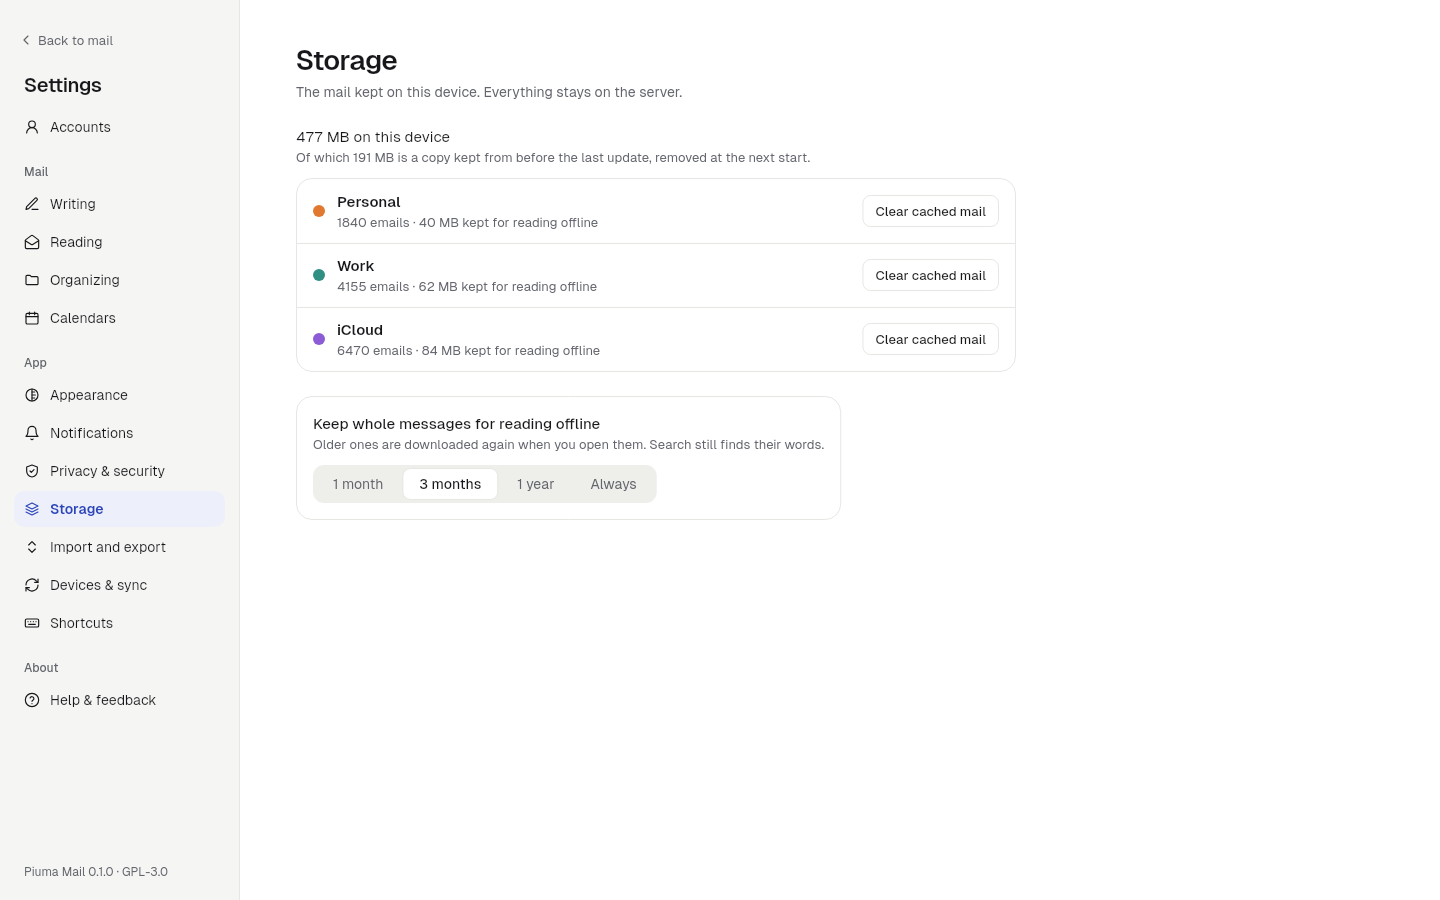 Back to mail
Settings
Accounts
Mail
Writing
Reading
Organizing
Calendars
App
Appearance
Notifications
Privacy & security
Storage
Import and export
Devices & sync
Shortcuts
About
Help & feedback
Piuma Mail 0.1.0 · GPL-3.0
Storage
The mail kept on this device. Everything stays on the server.
477 MB on this device
Of which 191 MB is a copy kept from before the last update, removed at the next start.
Personal
1840 emails · 40 MB kept for reading offline
Clear cached mail
Work
4155 emails · 62 MB kept for reading offline
Clear cached mail
iCloud
6470 emails · 84 MB kept for reading offline
Clear cached mail
Keep whole messages for reading offline
Older ones are downloaded again when you open them. Search still finds their words.
1 month 3 months 1 year Always